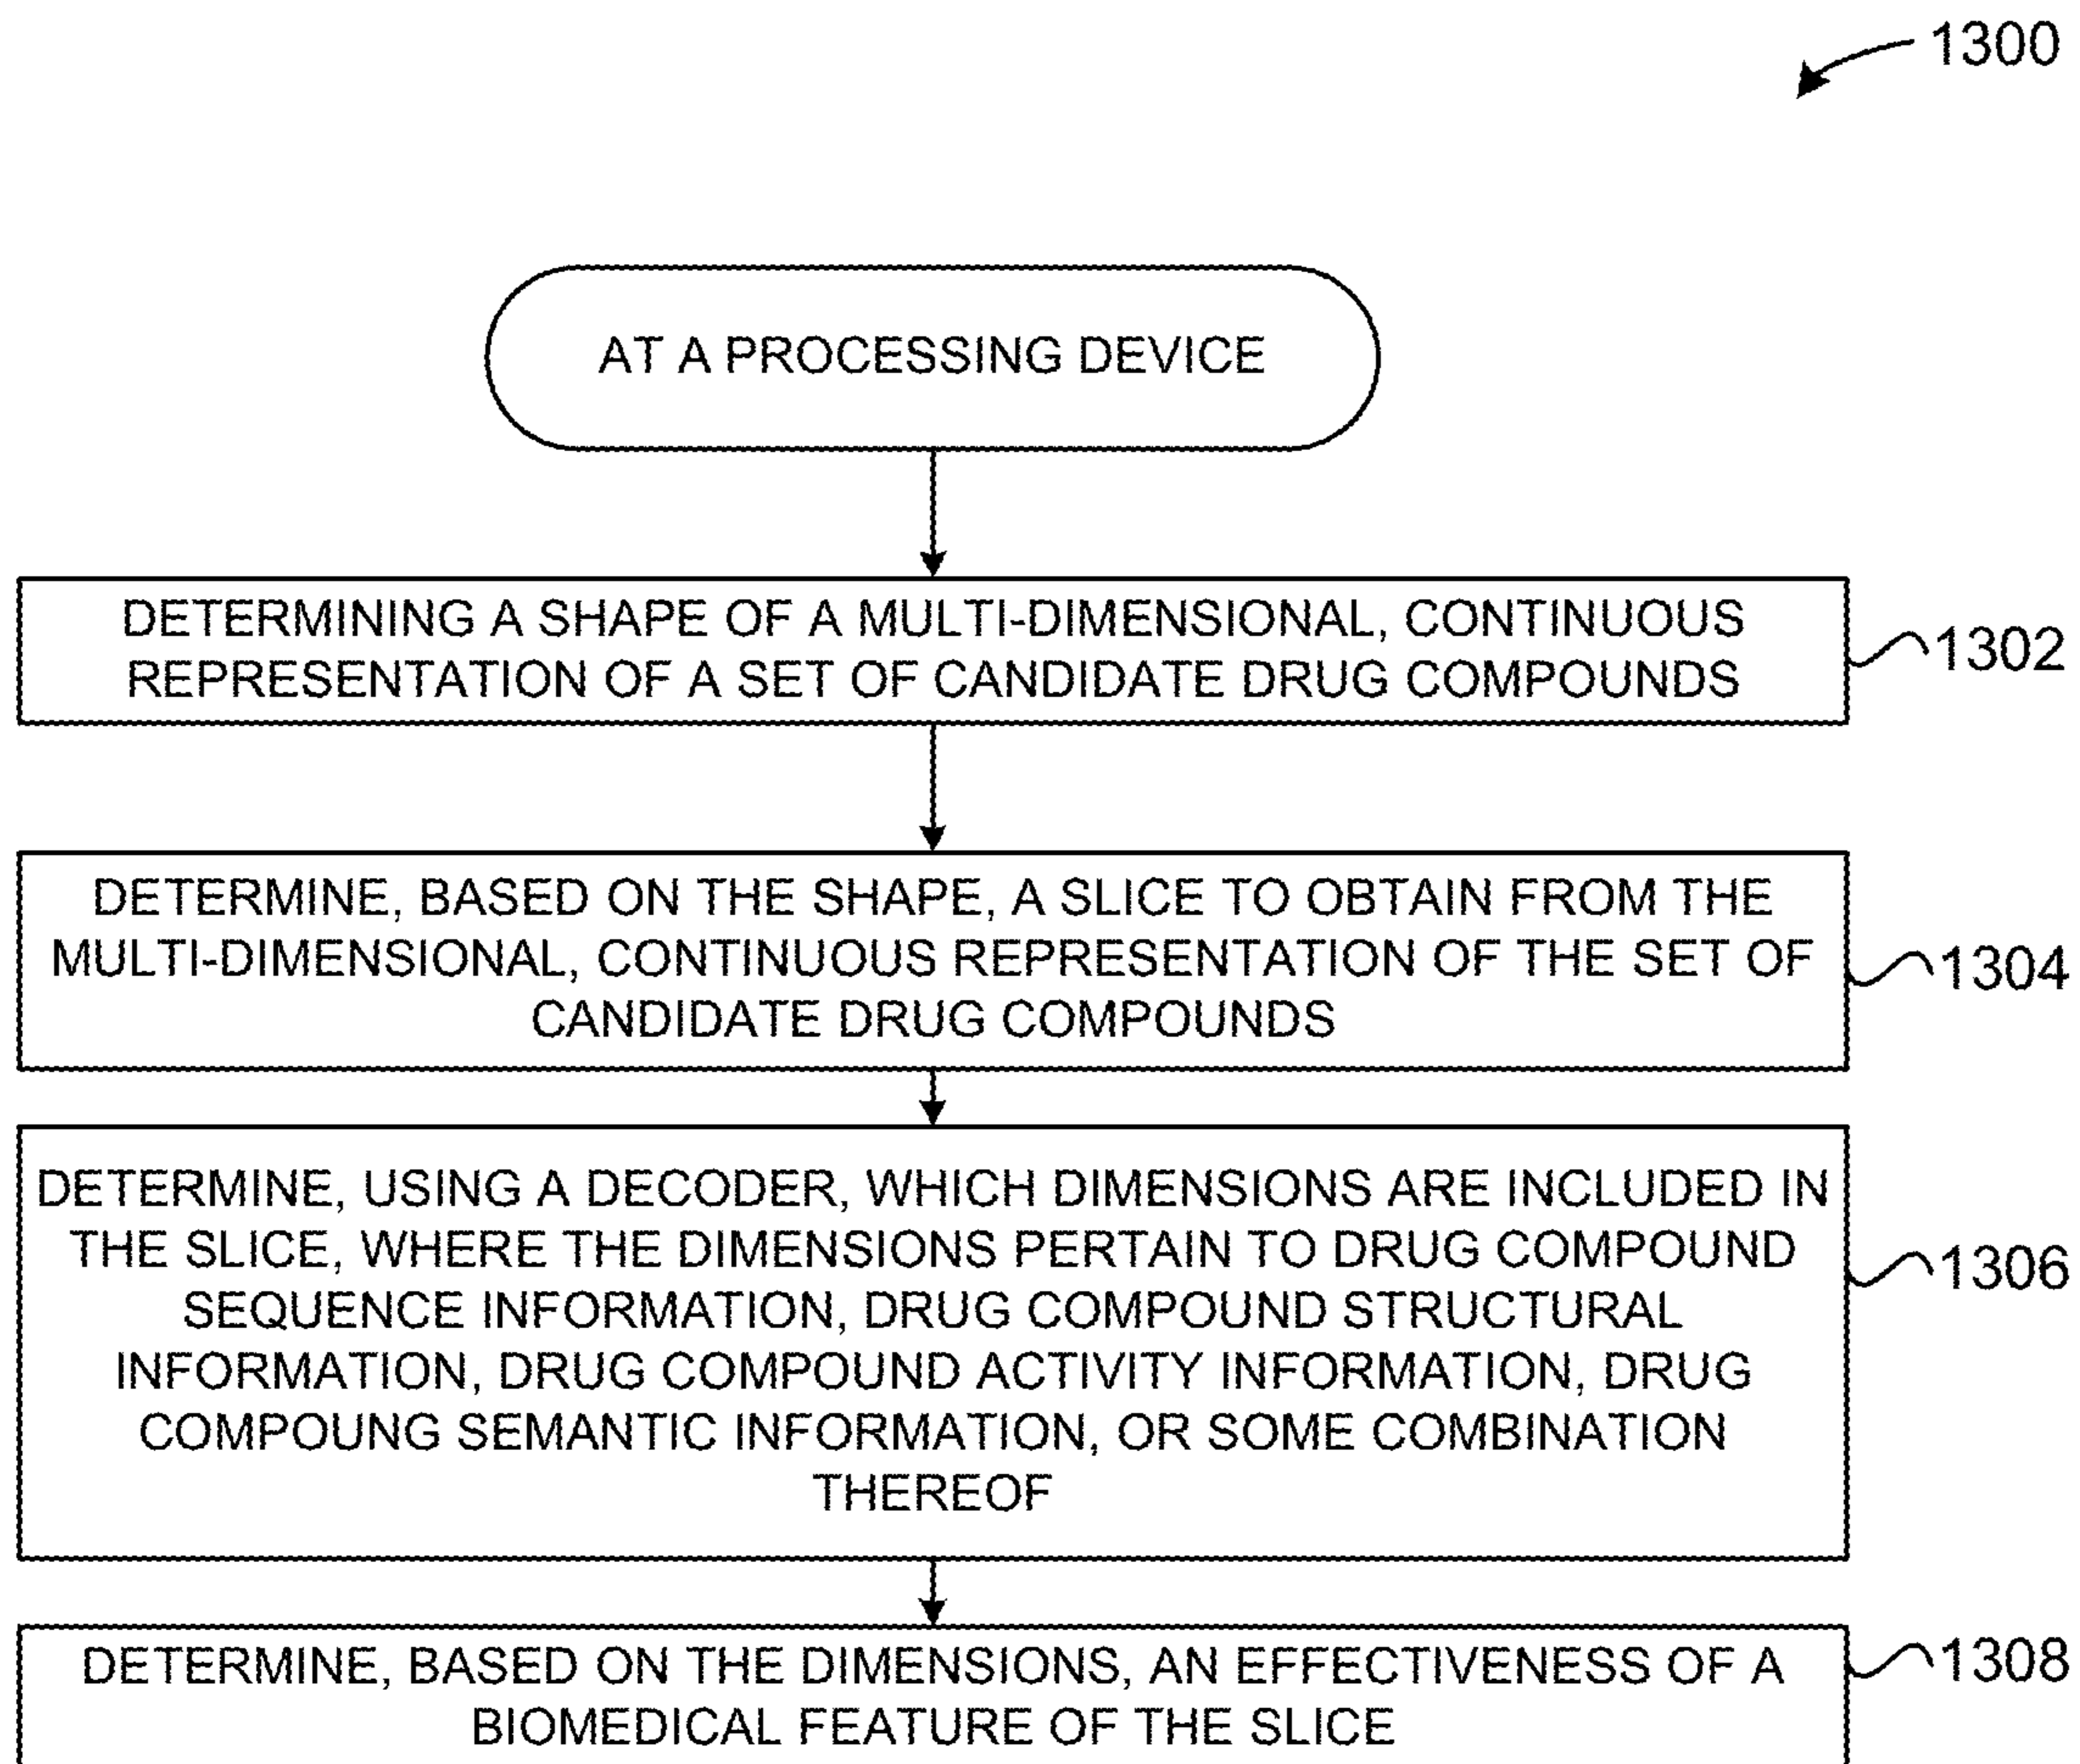 1300
AT A PROCESSING DEVICE
DETERMINING A SHAPE OF A MULTI-DIMENSIONAL, CONTINUOUS
REPRESENTATION OF A SET OF CANDIDATE DRUG COMPOUNDS
1302
DETERMINE, BASED ON THE SHAPE, A SLICE TO OBTAIN FROM THE
MULTI-DIMENSIONAL, CONTINUOUS REPRESENTATION OF THE SET OF
CANDIDATE DRUG COMPOUNDS
1304
DETERMINE, USING A DECODER, WHICH DIMENSIONS ARE INCLUDED IN
THE SLICE, WHERE THE DIMENSIONS PERTAIN TO DRUG COMPOUND
SEQUENCE INFORMATION, DRUG COMPOUND STRUCTURAL
INFORMATION, DRUG COMPOUND ACTIVITY INFORMATION, DRUG
COMPOUNG SEMANTIC INFORMATION, OR SOME COMBINATION
THEREOF
1306
DETERMINE, BASED ON THE DIMENSIONS, AN EFFECTIVENESS OF A
BIOMEDICAL FEATURE OF THE SLICE
1308